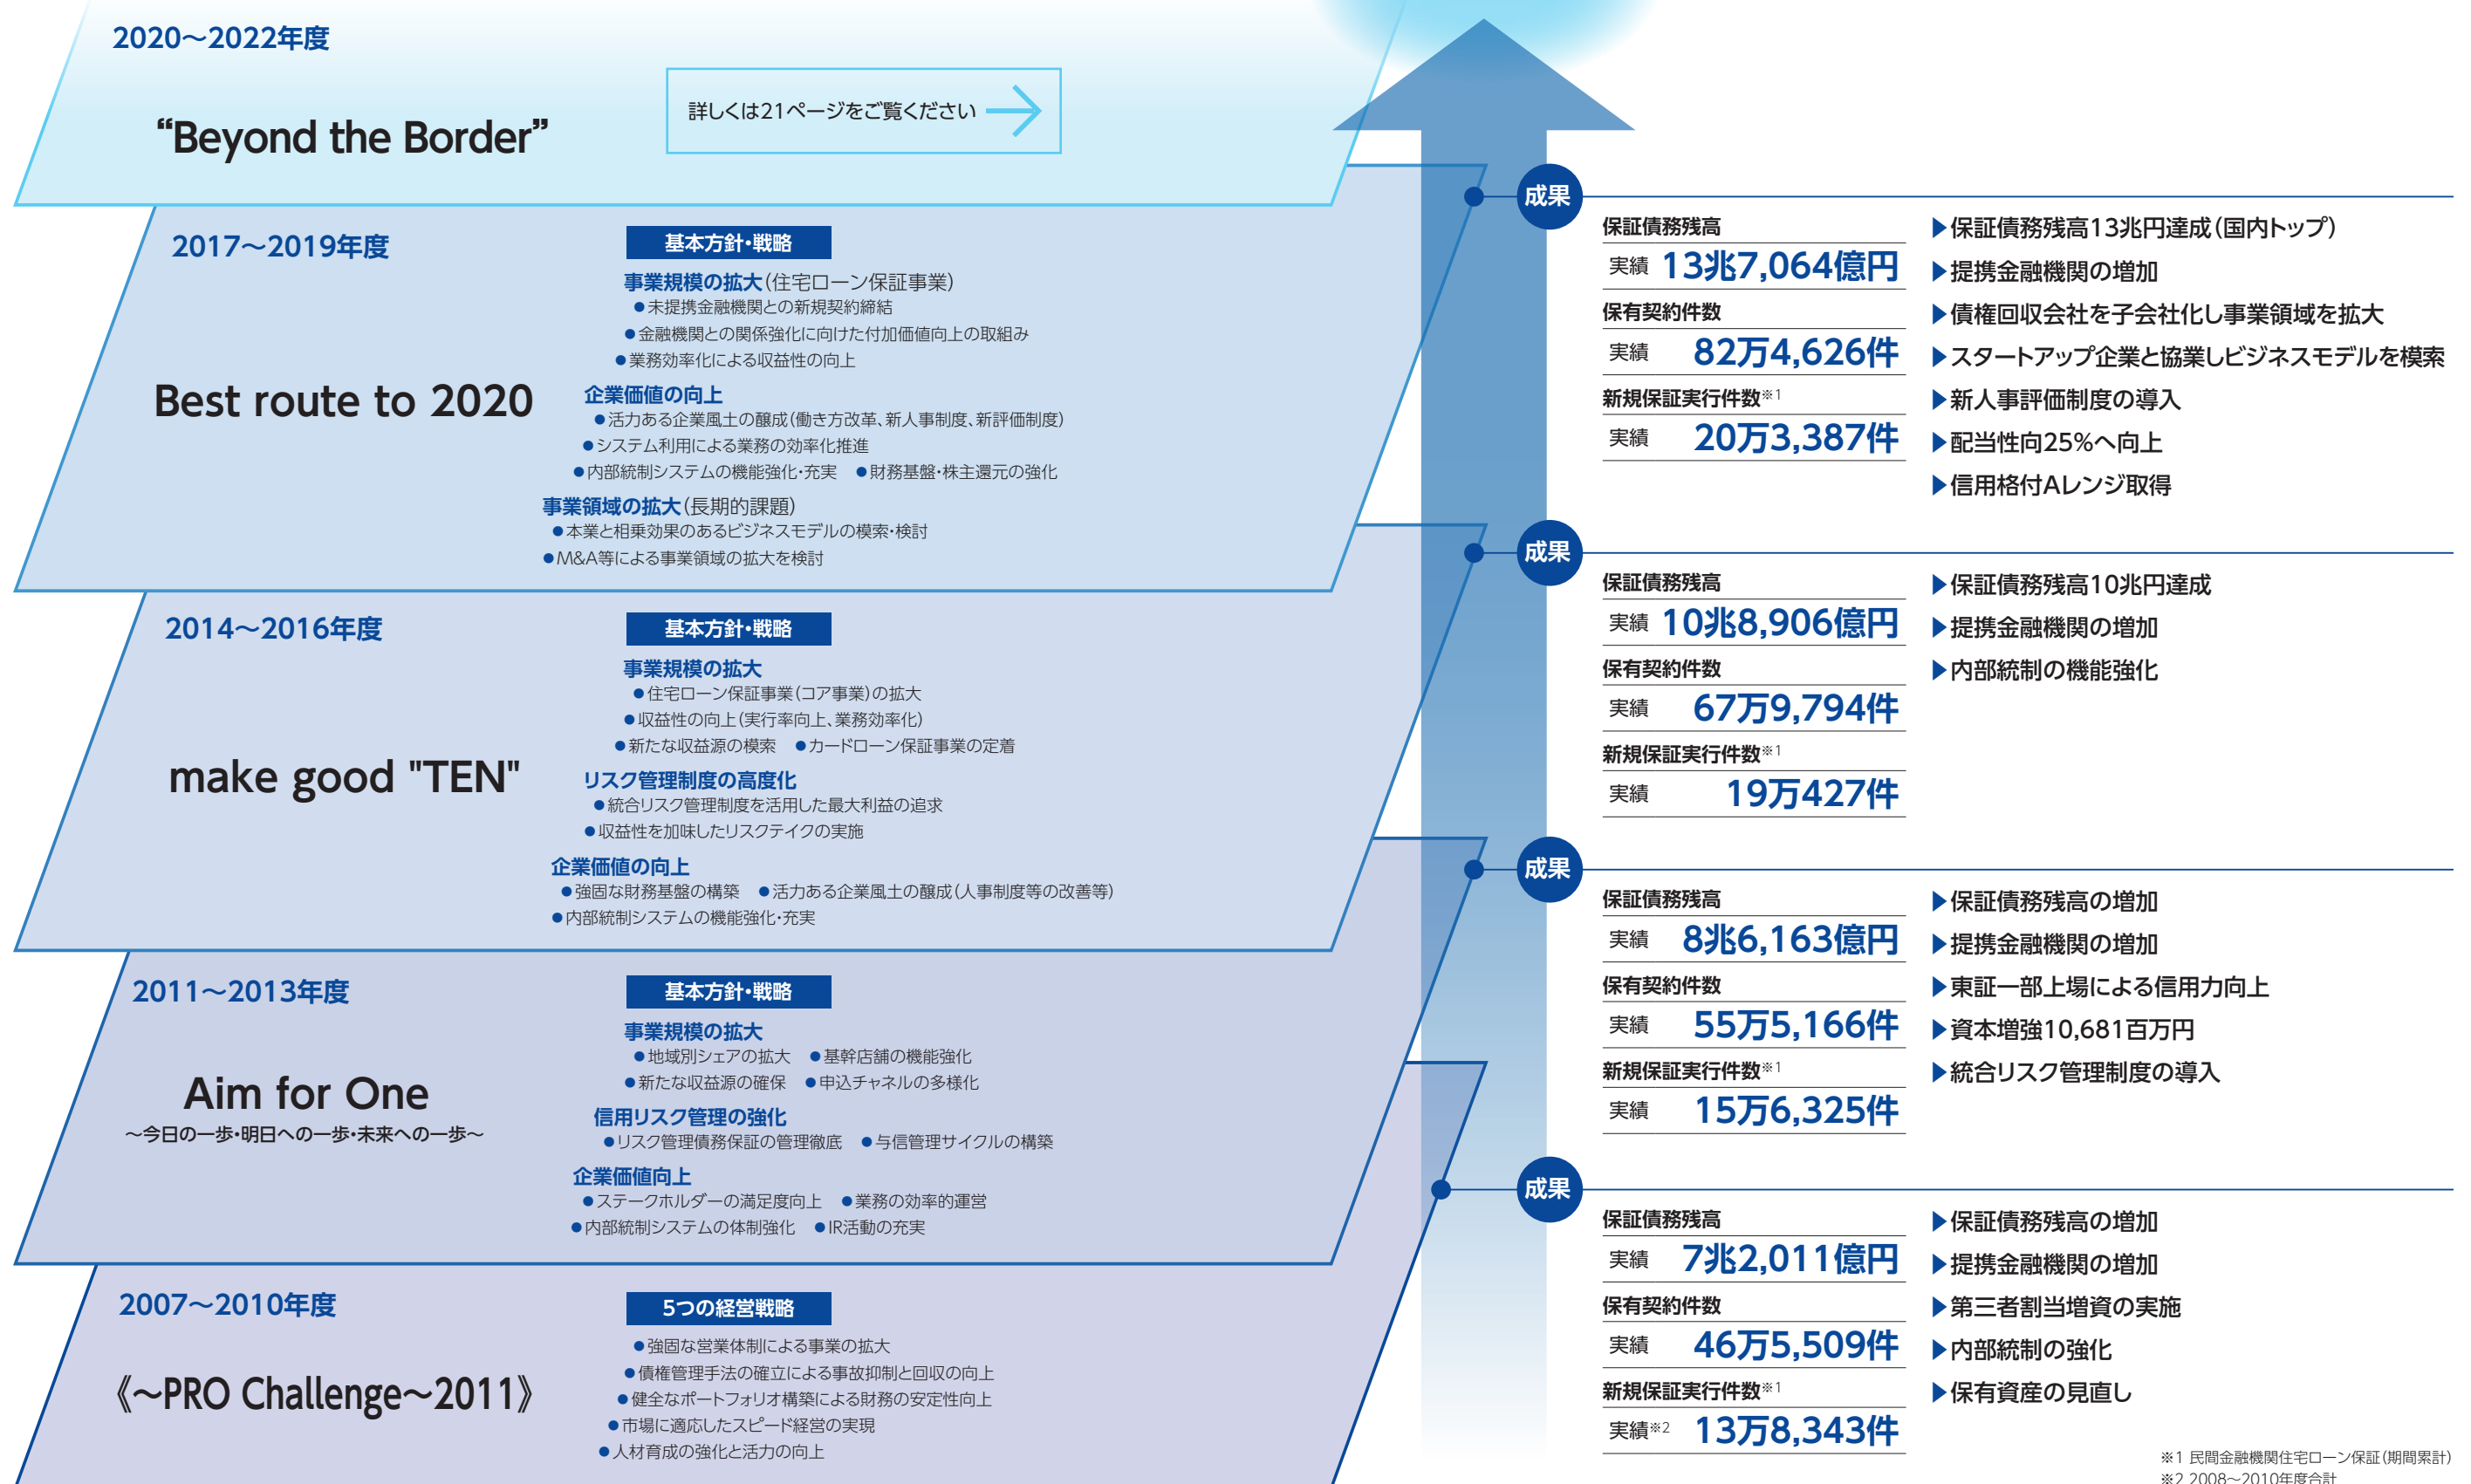 2020～2022年度
“Beyond the Border”
詳しくは21ページをご覧ください
2017～2019年度
Best route to 2020
基本方針・戦略
事業規模の拡大（住宅ローン保証事業）
●未提携金融機関との新規契約締結
●金融機関との関係強化に向けた付加価値向上の取組み
●業務効率化による収益性の向上
企業価値の向上
●活力ある企業風土の醸成（働き方改革、新人事制度、新評価制度）
●システム利用による業務の効率化推進
●内部統制システムの機能強化・充実 ●財務基盤・株主還元の強化
事業領域の拡大（長期的課題）
●本業と相乗効果のあるビジネスモデルの模索・検討
●M&A等による事業領域の拡大を検討
成果
保証債務残高
実績 13兆7,064億円
保有契約件数
実績 82万4,626件
新規保証実行件数※1
実績 20万3,387件
▶保証債務残高13兆円達成（国内トップ）
▶提携金融機関の増加
▶債権回収会社を子会社化し事業領域を拡大
▶スタートアップ企業と協業しビジネスモデルを模索
▶新人事評価制度の導入
▶配当性向25%へ向上
▶信用格付Aレンジ取得
2014～2016年度
make good "TEN"
基本方針・戦略
事業規模の拡大
●住宅ローン保証事業（コア事業）の拡大
●収益性の向上（実行率向上、業務効率化）
●新たな収益源の模索 ●カードローン保証事業の定着
リスク管理制度の高度化
●統合リスク管理制度を活用した最大利益の追求
●収益性を加味したリスクテイクの実施
企業価値の向上
●強固な財務基盤の構築 ●活力ある企業風土の醸成（人事制度等の改善等）
●内部統制システムの機能強化・充実
成果
保証債務残高
実績 10兆8,906億円
保有契約件数
実績 67万9,794件
新規保証実行件数※1
実績 19万427件
▶保証債務残高10兆円達成
▶提携金融機関の増加
▶内部統制の機能強化
2011～2013年度
Aim for One
～今日の一歩・明日への一歩・未来への一歩～
基本方針・戦略
事業規模の拡大
●地域別シェアの拡大 ●基幹店舗の機能強化
●新たな収益源の確保 ●申込チャネルの多様化
信用リスク管理の強化
●リスク管理債務保証の管理徹底 ●与信管理サイクルの構築
企業価値向上
●ステークホルダーの満足度向上 ●業務の効率的運営
●内部統制システムの体制強化 ●IR活動の充実
成果
保証債務残高
実績 8兆6,163億円
保有契約件数
実績 55万5,166件
新規保証実行件数※1
実績 15万6,325件
▶保証債務残高の増加
▶提携金融機関の増加
▶東証一部上場による信用力向上
▶資本増強10,681百万円
▶統合リスク管理制度の導入
2007～2010年度
《～PRO Challenge～2011》
5つの経営戦略
●強固な営業体制による事業の拡大
●債権管理手法の確立による事故抑制と回収の向上
●健全なポートフォリオ構築による財務の安定性向上
●市場に適応したスピード経営の実現
●人材育成の強化と活力の向上
成果
保証債務残高
実績 7兆2,011億円
保有契約件数
実績 46万5,509件
新規保証実行件数※1
実績※2 13万8,343件
▶保証債務残高の増加
▶提携金融機関の増加
▶第三者割当増資の実施
▶内部統制の強化
▶保有資産の見直し
※1 民間金融機関住宅ローン保証（期間累計）
※2 2008～2010年度合計